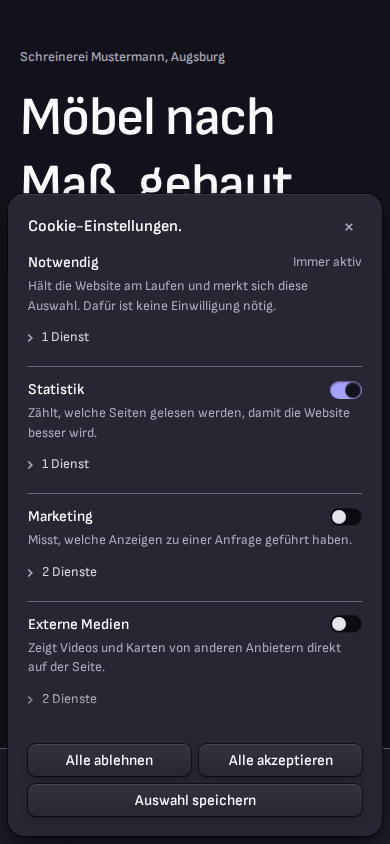 Schreinerei Mustermann, Augsburg
Möbel nach
Maß, gebaut
Cookie-Einstellungen.
×
Notwendig
Immer aktiv
Hält die Website am Laufen und merkt sich diese
Auswahl. Dafür ist keine Einwilligung nötig.
1 Dienst
Statistik
Zählt, welche Seiten gelesen werden, damit die Website
besser wird.
1 Dienst
Marketing
Misst, welche Anzeigen zu einer Anfrage geführt haben.
2 Dienste
Externe Medien
Zeigt Videos und Karten von anderen Anbietern direkt
auf der Seite.
2 Dienste
Alle ablehnen
Alle akzeptieren
Auswahl speichern